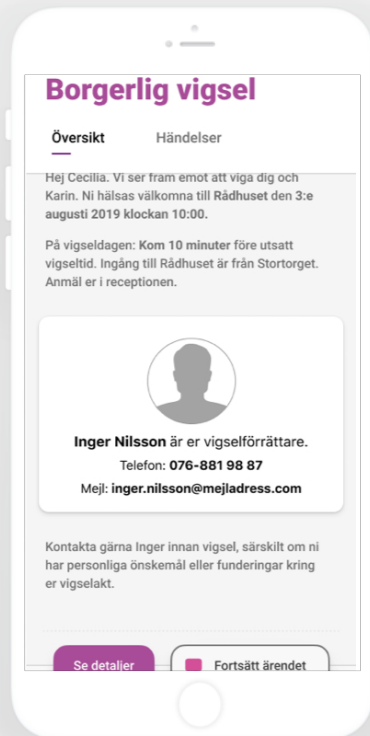 Borgerlig vigsel
Översikt Händelser
Hej Cecilia. Vi ser fram emot att viga dig och
Karin. Ni hälsas välkomna till Rådhuset den 3:e
augusti 2019 klockan 10:00.
På vigseldagen: Kom 10 minuter före utsatt
vigseltid. Ingång till Rådhuset är från Stortorget.
Anmäl er i receptionen.
Inger Nilsson är er vigselförrättare.
Telefon: 076-881 98 87
Mejl: inger.nilsson@mejladress.com
Kontakta gärna Inger innan vigsel, särskilt om ni
har personliga önskemål eller funderingar kring
er vigselakt.
Se detaljer Fortsätt ärendet